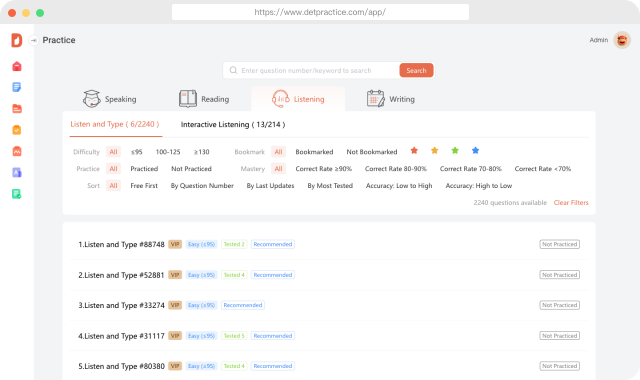 https://www.detpractice.com/app/
Practice
Admin
Enter question number/keyword to search
Search
Speaking
Reading
Listening
Writing
Listen and Type ( 6/2240 )
Interactive Listening ( 13/214 )
Difficulty All ≤95 100-125 ≥130
Bookmark All Bookmarked Not Bookmarked
Practice All Practiced Not Practiced
Mastery All Correct Rate ≥90% Correct Rate 80-90% Correct Rate 70-80% Correct Rate <70%
Sort All Free First By Question Number By Last Updates By Most Tested Accuracy: Low to High Accuracy: High to Low
2240 questions available Clear Filters
1.Listen and Type #88748 VIP Easy (≤95) Tested 2 Recommended Not Practiced
2.Listen and Type #52881 VIP Easy (≤95) Tested 4 Recommended Not Practiced
3.Listen and Type #33274 VIP Easy (≤95) Recommended Not Practiced
4.Listen and Type #31117 VIP Easy (≤95) Tested 5 Recommended Not Practiced
5.Listen and Type #80380 VIP Easy (≤95) Tested 4 Recommended Not Practiced